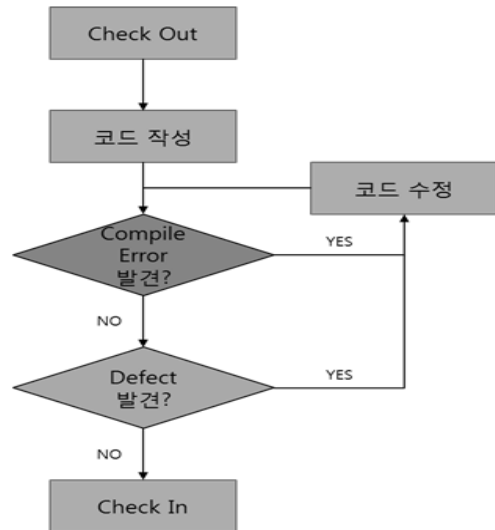 Check Out
코드 작성
코드 수정
Compile
Error
발견?
YES
NO
Defect
발견?
YES
NO
Check In